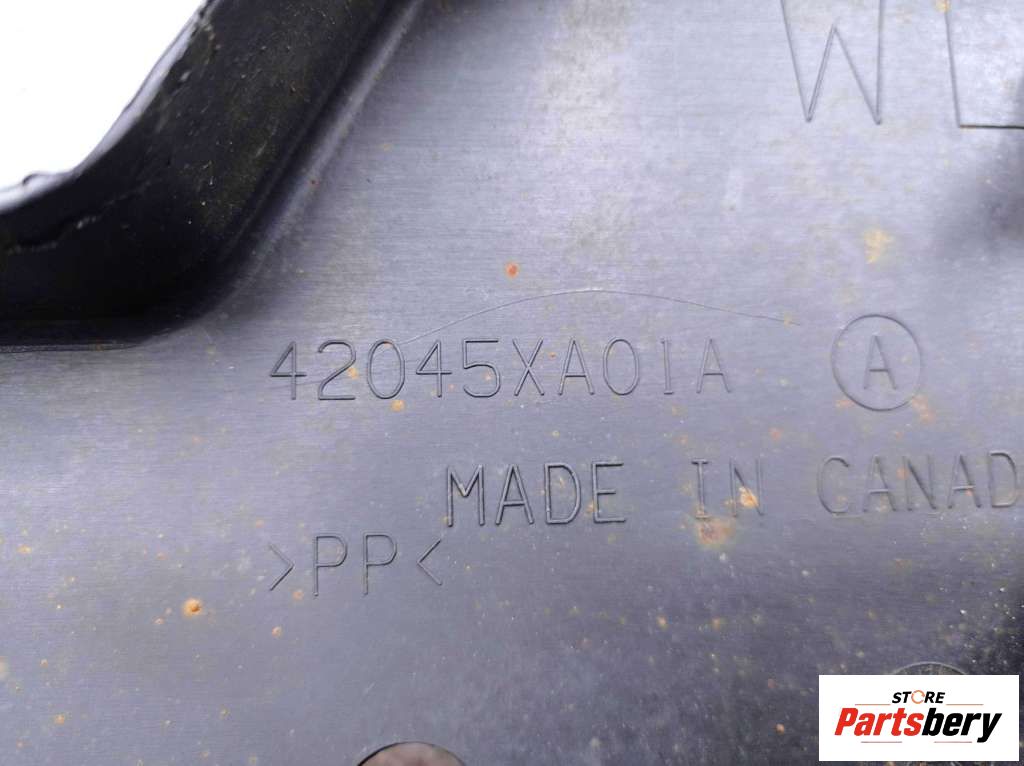 42045XA01A A
MADE IN CANAD
>PP<
STORE
Partsbery